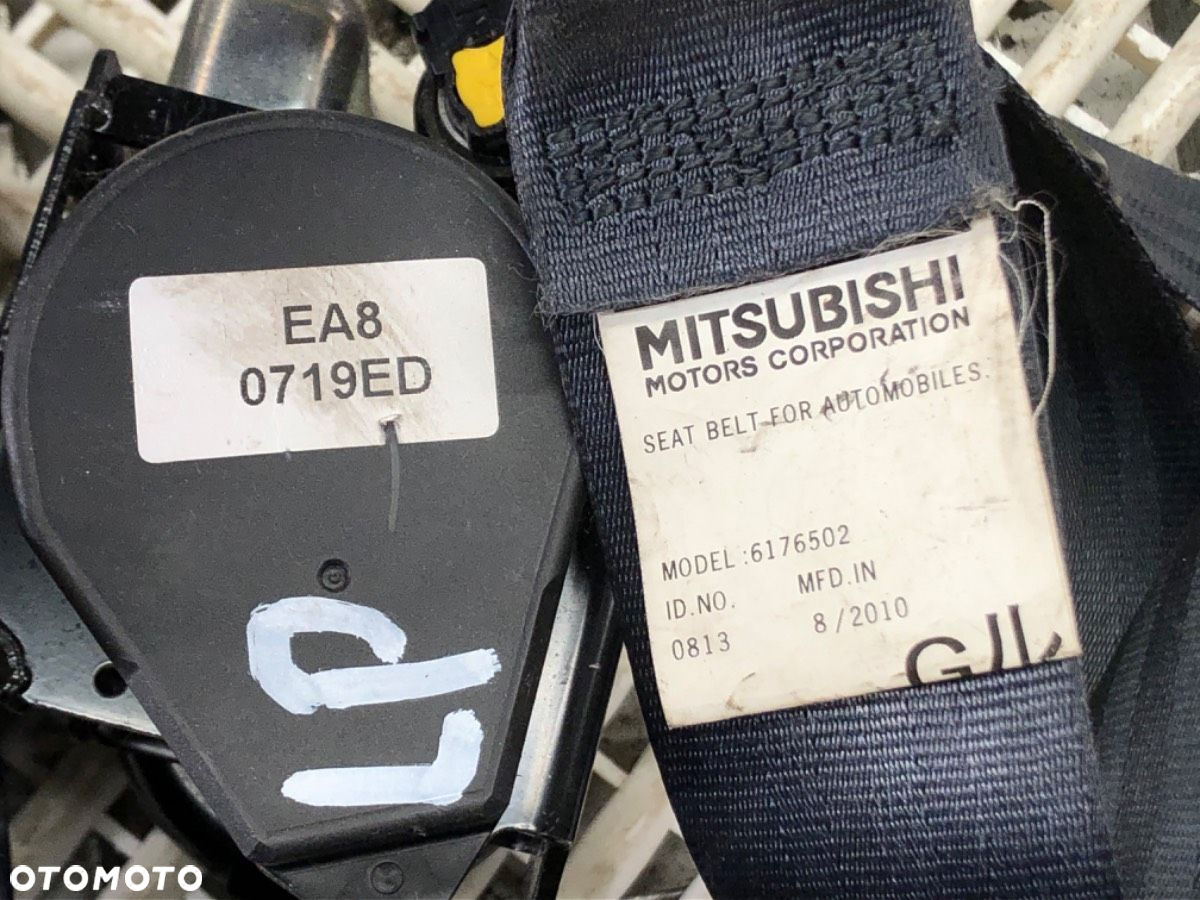 EA8
0719ED
LP
MITSUBISHI
MOTORS CORPORATION
SEAT BELT FOR AUTOMOBILES.
MODEL:6176502
ID.NO. MFD.IN
0813 8/2010
OTOMOTO